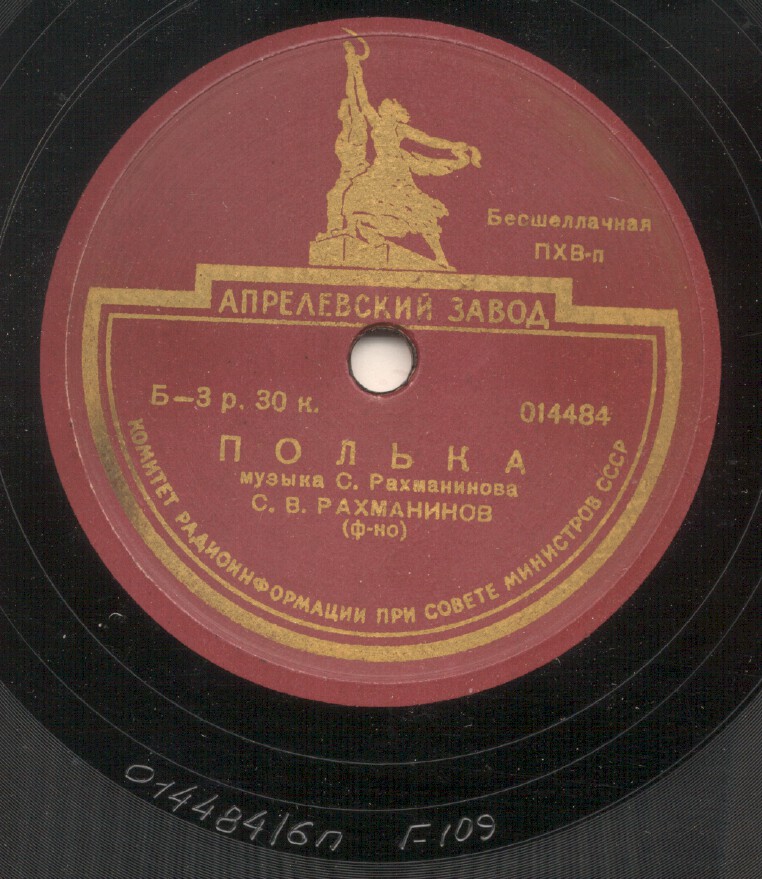 Бесшеллачная
ПХВ-п
АПРЕЛЕВСКИЙ ЗАВОД
Б–3 р. 30 к.
014484
ПОЛЬКА
музыка С. Рахманинова
С. В. РАХМАНИНОВ
(ф-но)
КОМИТЕТ РАДИОИНФОРМАЦИИ ПРИ СОВЕТЕ МИНИСТРОВ СССР
014484/6п F-109